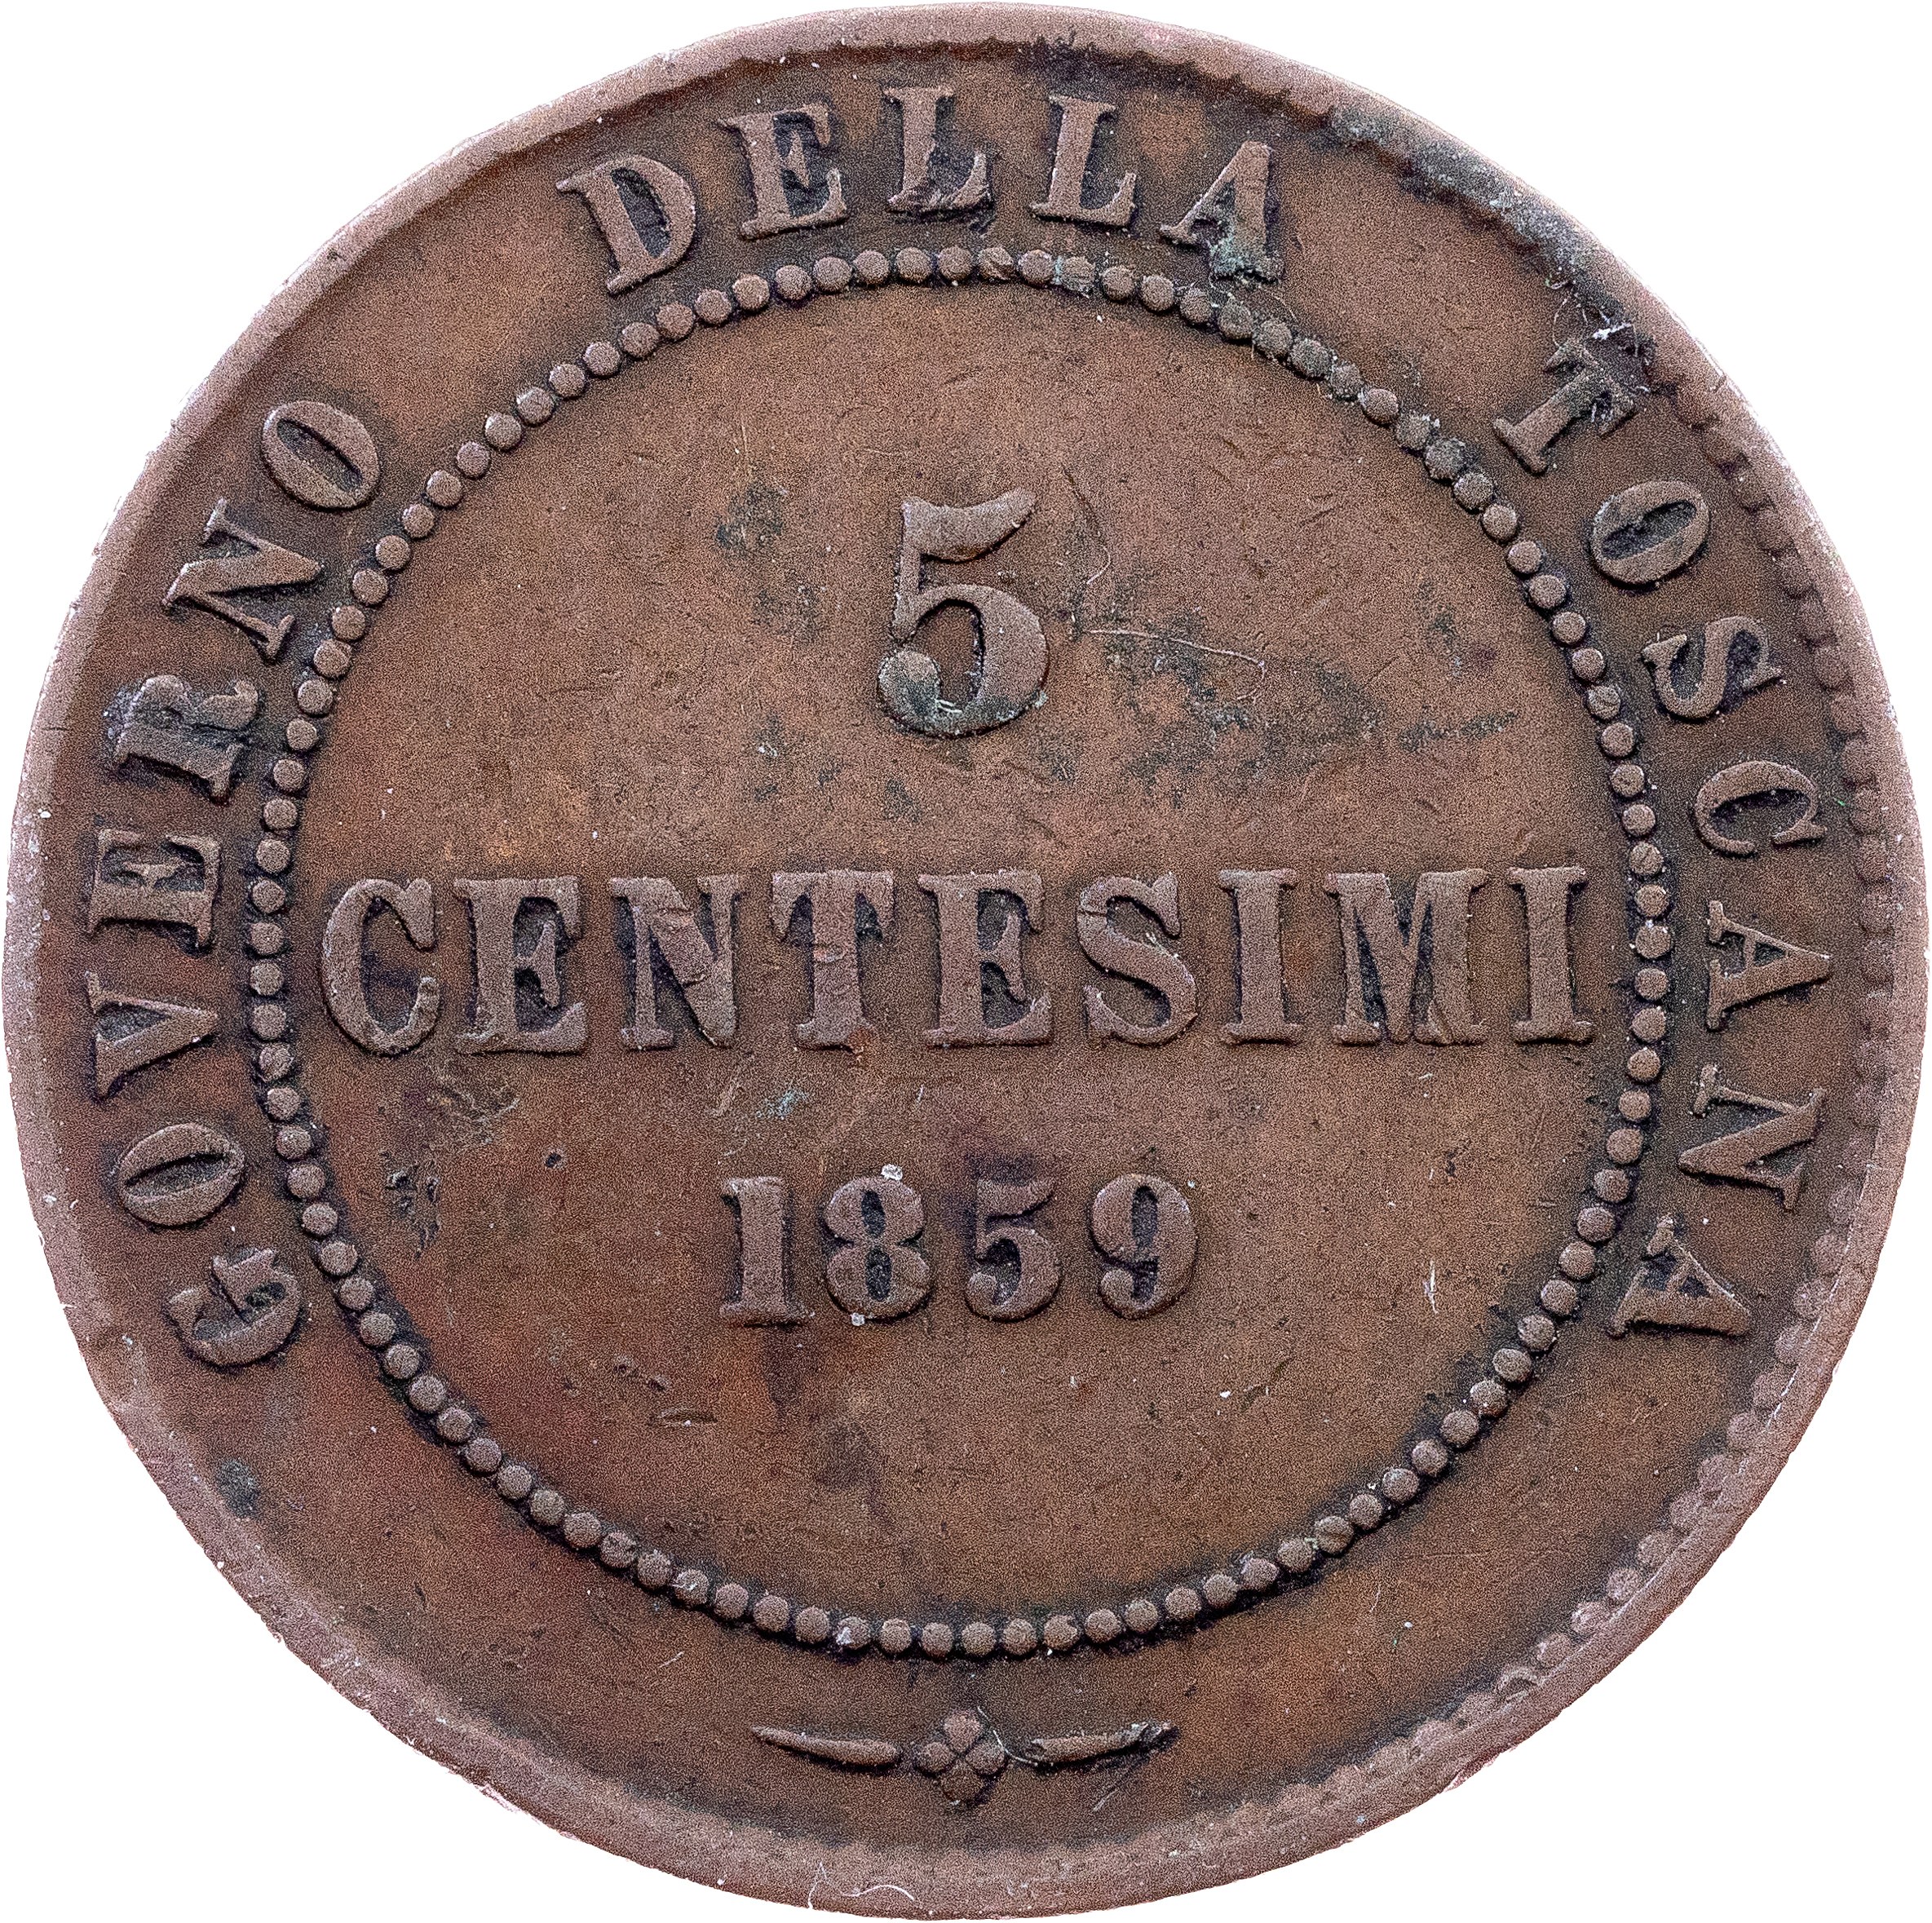 GOVERNO DELLA TOSCANA
5
CENTESIMI
1859